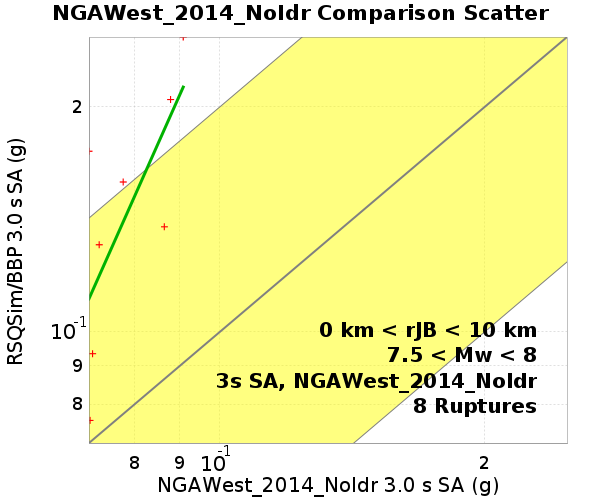 NGAWest_2014_NoIdr Comparison Scatter
RSQSim/BBP 3.0 s SA (g)
2
10-1
9
8
0 km < rJB < 10 km
7.5 < Mw < 8
3s SA, NGAWest_2014_NoIdr
8 Ruptures
8 9 10-1 2
NGAWest_2014_NoIdr 3.0 s SA (g)